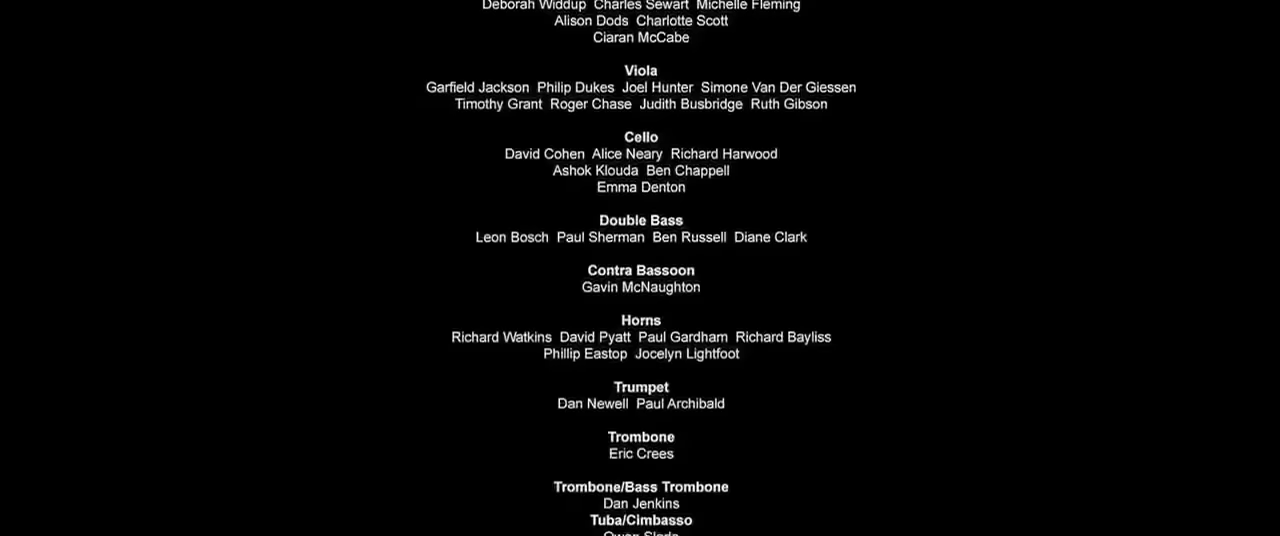 Deborah Widdup Charles Sewart Michelle Fleming
Alison Dods Charlotte Scott
Ciaran McCabe
Viola
Garfield Jackson Philip Dukes Joel Hunter Simone Van Der Giessen
Timothy Grant Roger Chase Judith Busbridge Ruth Gibson
Cello
David Cohen Alice Neary Richard Harwood
Ashok Klouda Ben Chappell
Emma Denton
Double Bass
Leon Bosch Paul Sherman Ben Russell Diane Clark
Contra Bassoon
Gavin McNaughton
Horns
Richard Watkins David Pyatt Paul Gardham Richard Bayliss
Phillip Eastop Jocelyn Lightfoot
Trumpet
Dan Newell Paul Archibald
Trombone
Eric Crees
Trombone/Bass Trombone
Dan Jenkins
Tuba/Cimbasso